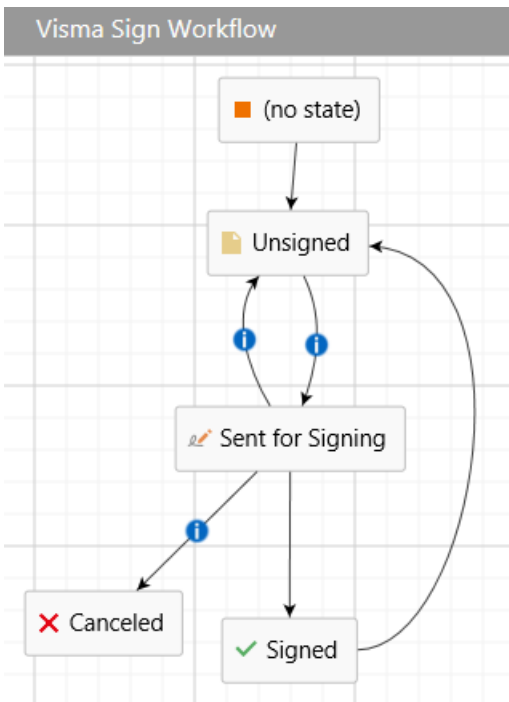 Visma Sign Workflow
(no state)
Unsigned
Sent for Signing
Canceled
Signed